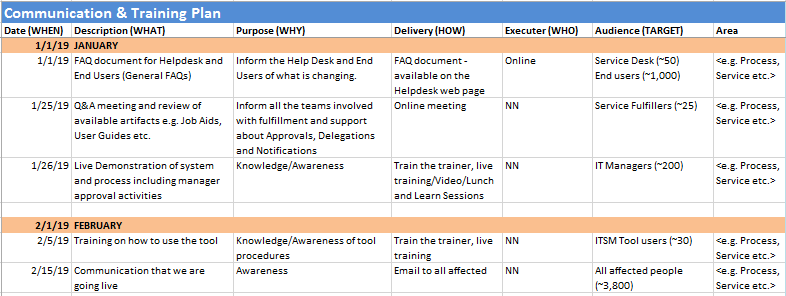 Communication & Training Plan
Date (WHEN) Description (WHAT) Purpose (WHY) Delivery (HOW) Executer (WHO) Audience (TARGET) Area
1/1/19 JANUARY
1/1/19 FAQ document for Helpdesk and Inform the Help Desk and End FAQ document - Online Service Desk (~50) <e.g. Process,
End Users (General FAQs) Users of what is changing. available on the End users (~1,000) Service etc.>
Helpdesk web page
1/25/19 Q&A meeting and review of Inform all the teams involved Online meeting NN Service Fulfillers (~25) <e.g. Process,
available artifacts e.g. Job Aids, with fulfillment and support Service etc.>
User Guides etc. about Approvals, Delegations
and Notifications
1/26/19 Live Demonstration of system Knowledge/Awareness Train the trainer, live NN IT Managers (~200) <e.g. Process,
and process including manager training/Video/Lunch Service etc.>
approval activities and Learn Sessions
2/1/19 FEBRUARY
2/5/19 Training on how to use the tool Knowledge/Awareness of tool Train the trainer, live NN ITSM Tool users (~30) <e.g. Process,
procedures training Service etc.>
2/15/19 Communication that we are Awareness Email to all affected NN All affected people <e.g. Process,
going live (~3,800) Service etc.>